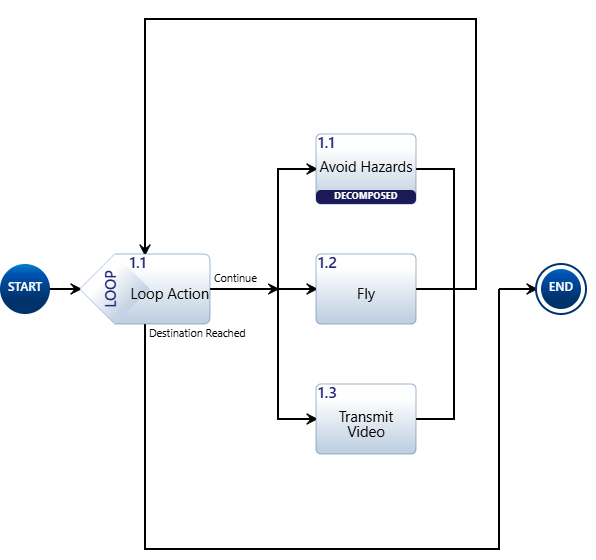 1.1
Avoid Hazards
DECOMPOSED
START
LOOP
1.1
Loop Action
Continue
Destination Reached
1.2
Fly
END
1.3
Transmit
Video